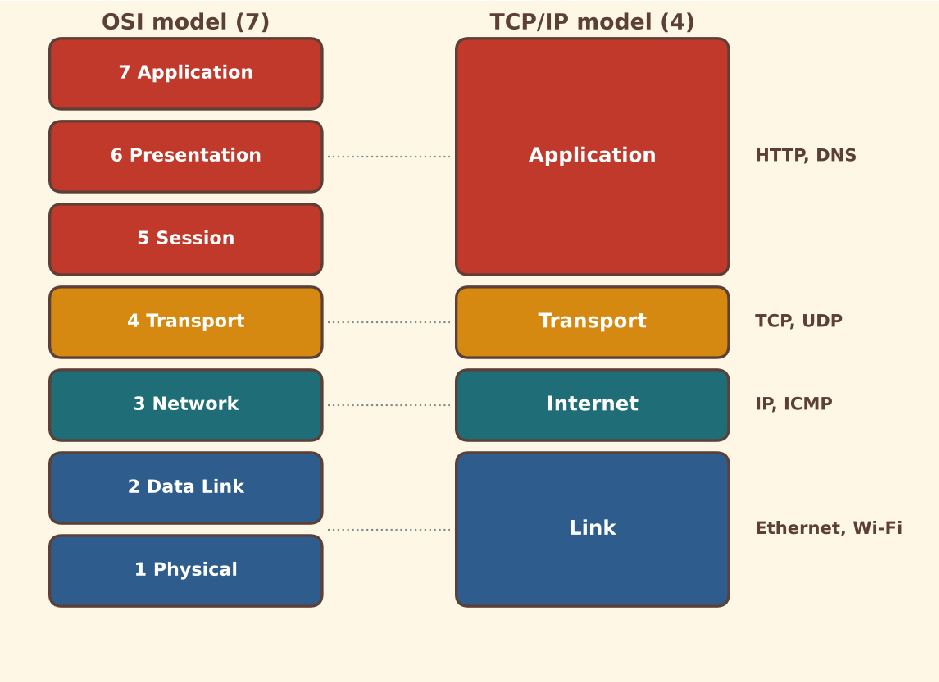 OSI model (7)
TCP/IP model (4)
7 Application
6 Presentation
Application
HTTP, DNS
5 Session
4 Transport
Transport
TCP, UDP
3 Network
Internet
IP, ICMP
2 Data Link
Link
Ethernet, Wi-Fi
1 Physical